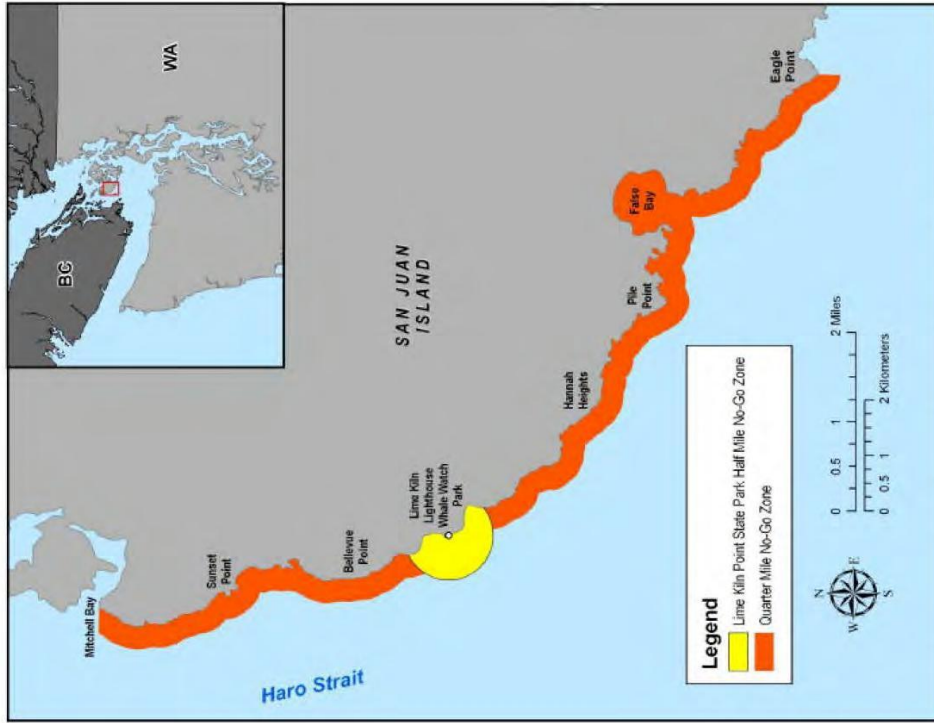 BC
WA
Mitchell Bay
Sunset
Point
Bellevue
Point
Lime Kiln
Lighthouse
Whale Watch
Park
SAN JUAN
ISLAND
Hannah
Heights
Pile
Point
False
Bay
Eagle
Point
Haro Strait
Legend
Lime Kiln Point State Park Half Mile No-Go Zone
Quarter Mile No-Go Zone
N
W E
S
0 0.5 1 2 Miles
0 0.5 1 2 Kilometers